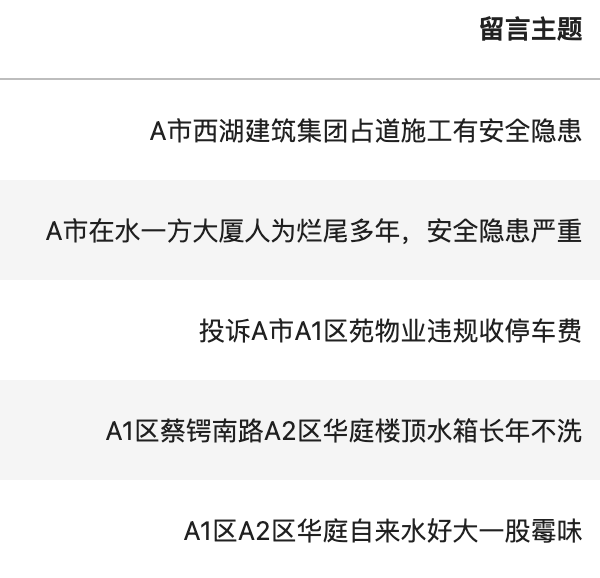 留言主题
A市西湖建筑集团占道施工有安全隐患
A市在水一方大厦人为烂尾多年，安全隐患严重
投诉A市A1区苑物业违规收停车费
A1区蔡锷南路A2区华庭楼顶水箱长年不洗
A1区A2区华庭自来水好大一股霉味